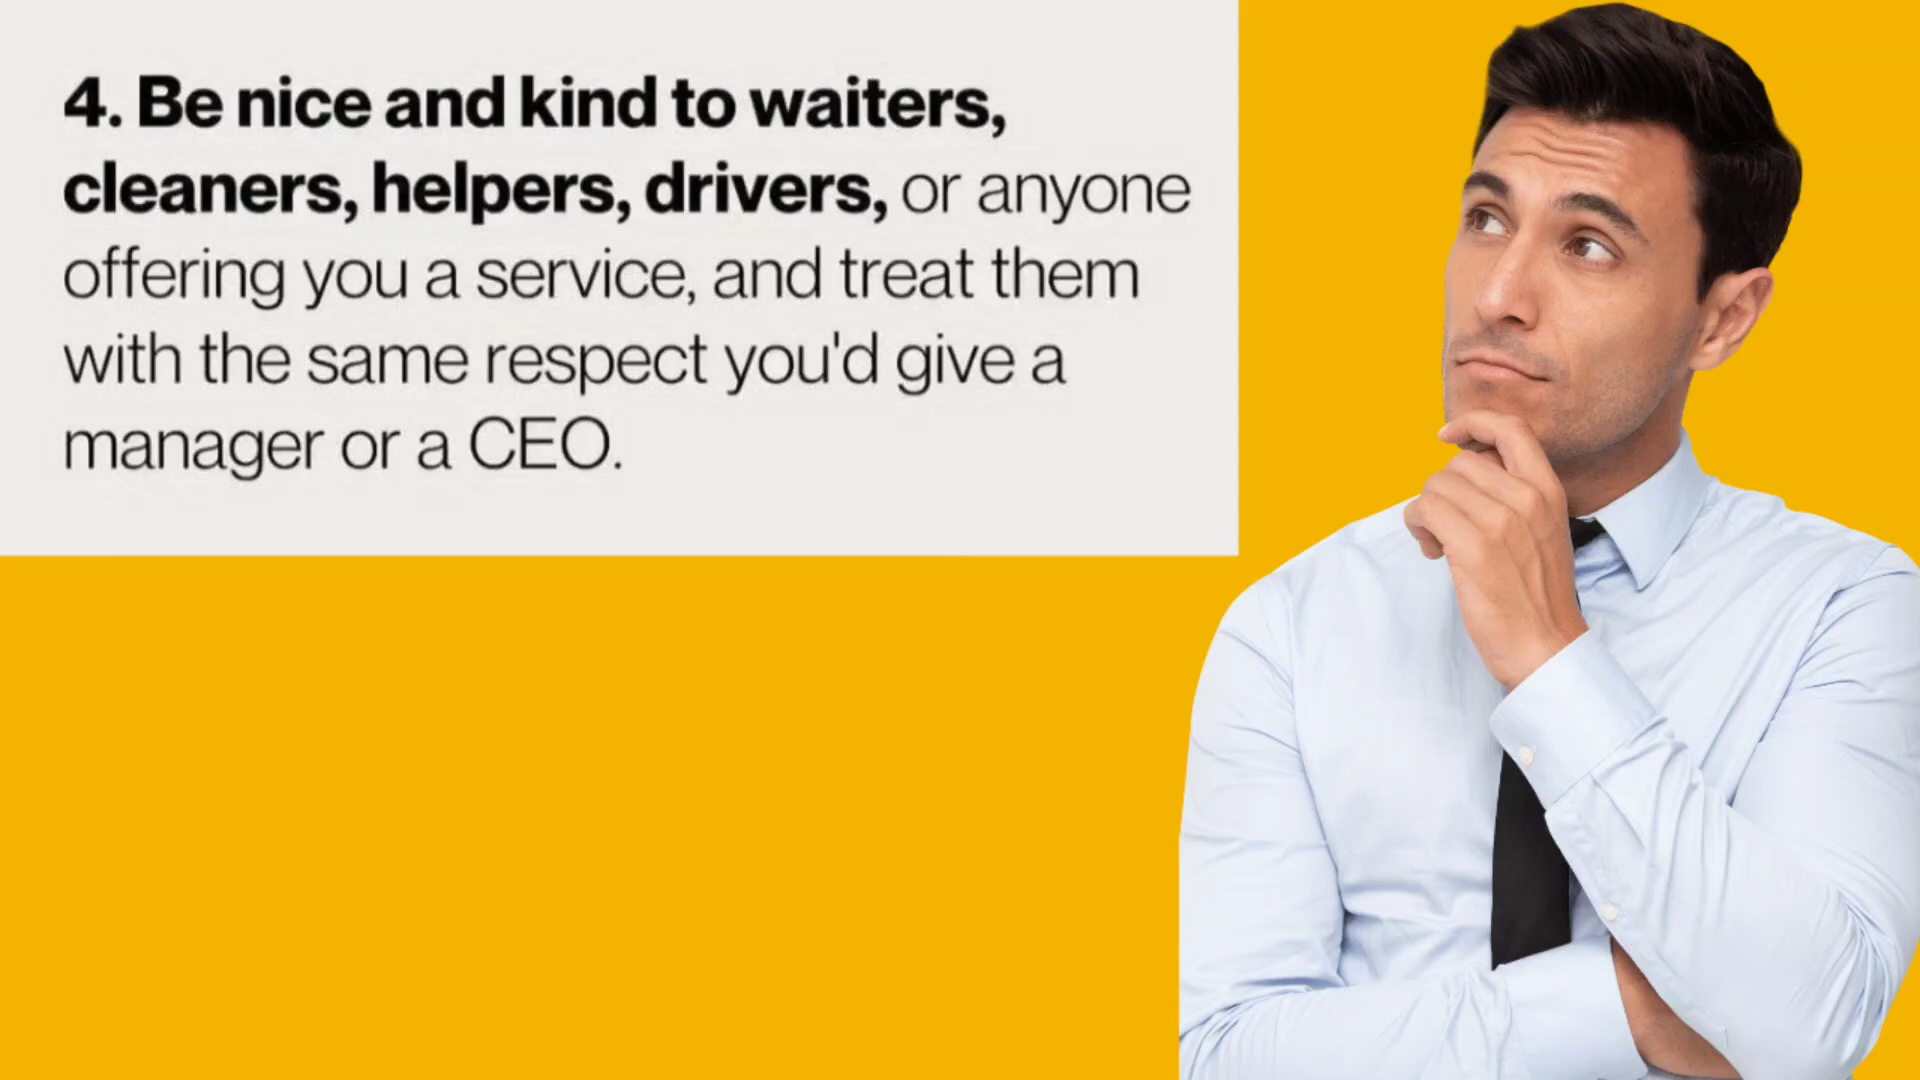 4. Be nice and kind to waiters,
cleaners, helpers, drivers, or anyone
offering you a service, and treat them
with the same respect you'd give a
manager or a CEO.